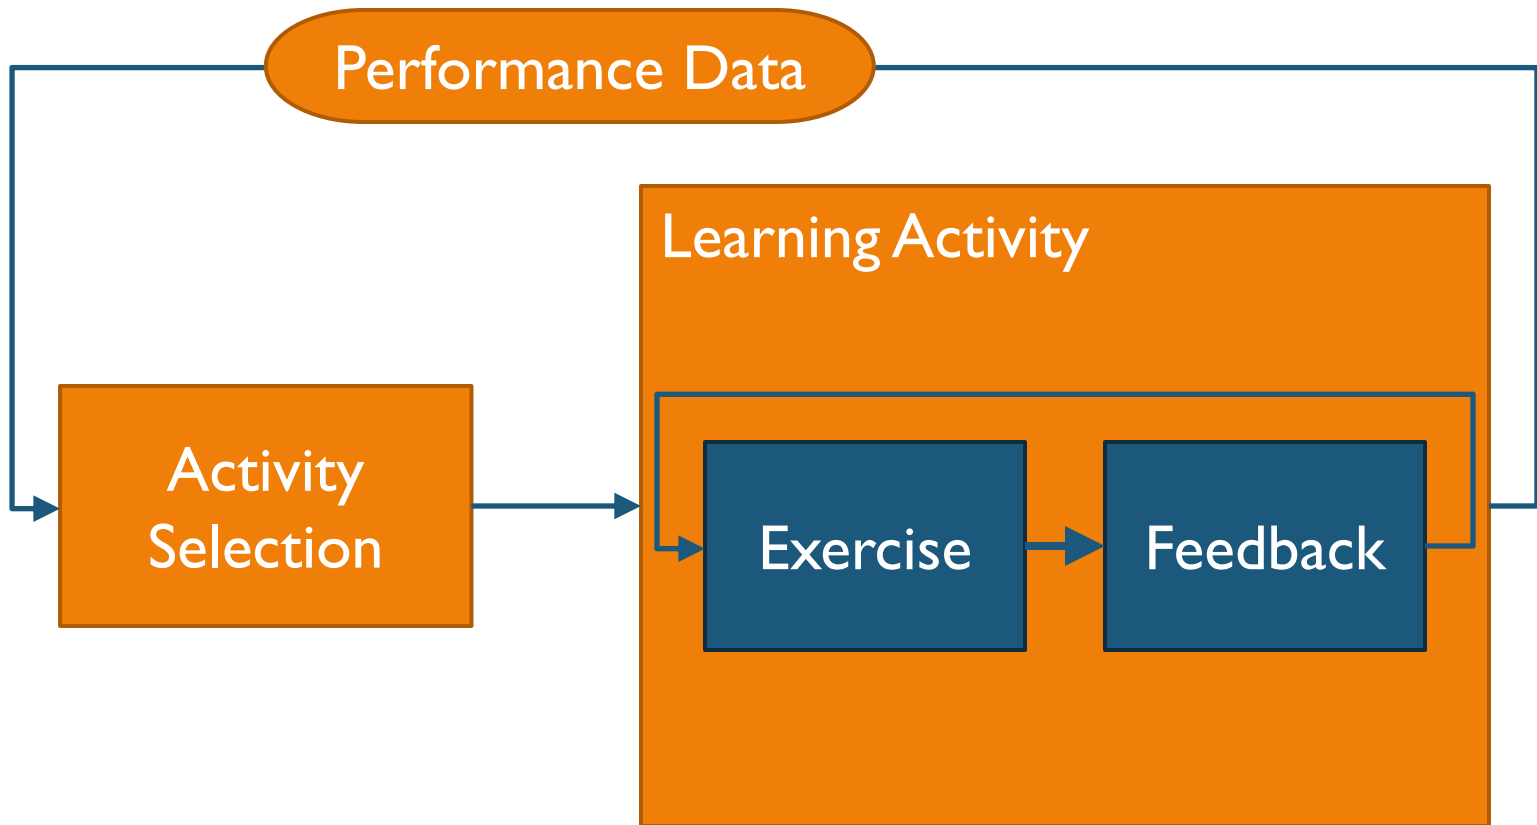 Performance Data
Learning Activity
Activity
Selection
Exercise
Feedback